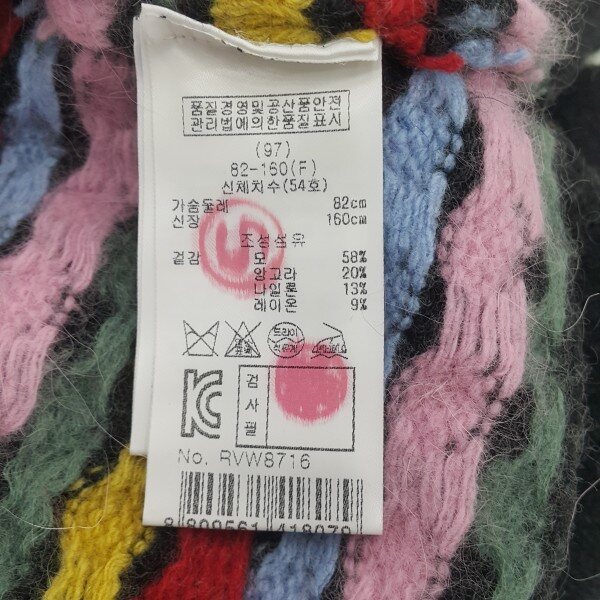 품질경영및공산품안전
관리법에의한품질표시
(97)
82-160(F)
신체치수(54호)
가슴둘레 82cm
신장 160cm
조성섬유
겉감 모 58%
앙고라 20%
나일론 13%
레이온 9%
드라이
검
사
필
No. RVW8716
8 809561 418079